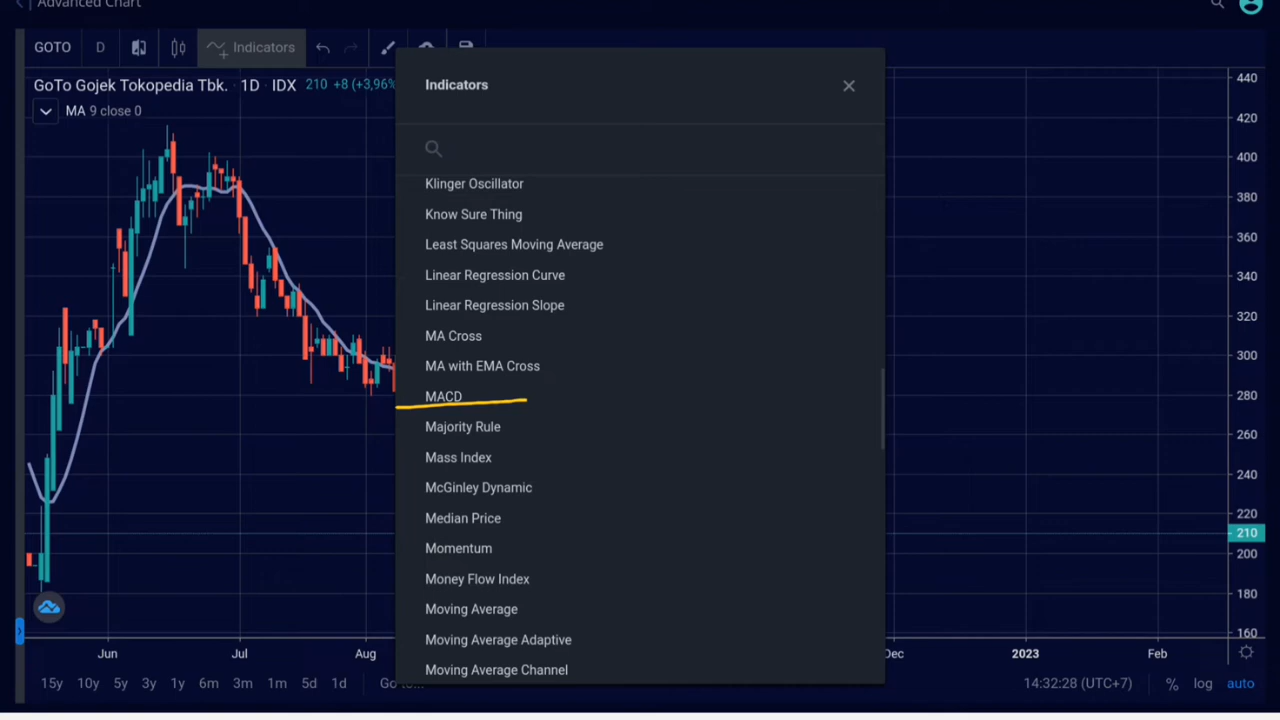 Advanced Chart
GOTO D Indicators
GoTo Gojek Tokopedia Tbk. · 1D · IDX 210 +8 (+3,96%
MA 9 close 0
Indicators
Klinger Oscillator
Know Sure Thing
Least Squares Moving Average
Linear Regression Curve
Linear Regression Slope
MA Cross
MA with EMA Cross
MACD
Majority Rule
Mass Index
McGinley Dynamic
Median Price
Momentum
Money Flow Index
Moving Average
Moving Average Adaptive
Moving Average Channel
440
420
400
380
360
340
320
300
280
260
240
220
210
200
180
160
Jun Jul Aug Dec 2023 Feb
15y 10y 5y 3y 1y 6m 3m 1m 5d 1d Go to... 14:32:28 (UTC+7) % log auto